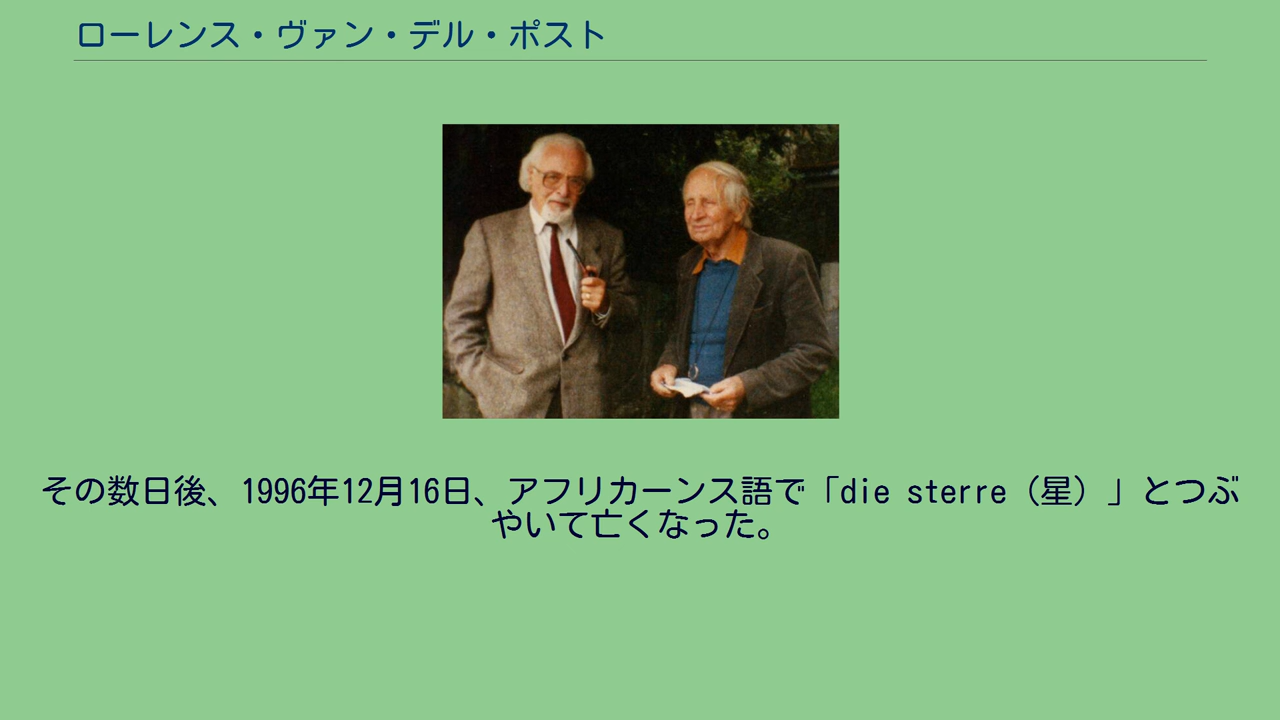 ローレンス・ヴァン・デル・ポスト
その数日後、1996年12月16日、アフリカーンス語で「die sterre（星）」とつぶ
やいて亡くなった。